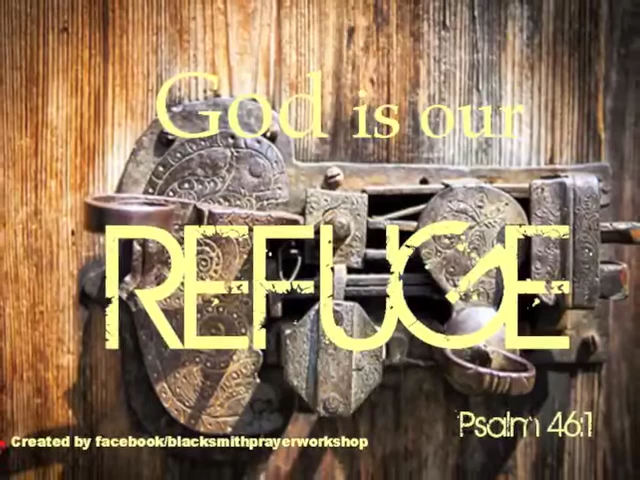 God is our
REFUGE
Psalm 46:1
Created by facebook/blacksmithprayerworkshop